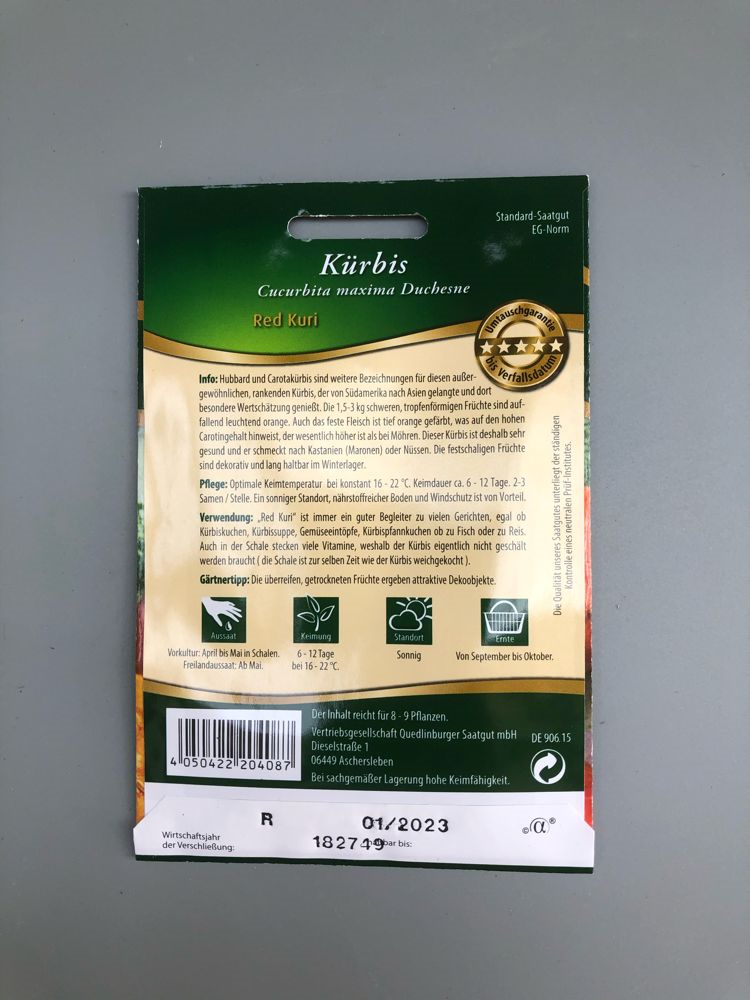 Standard-Saatgut
EG-Norm
Kürbis
Cucurbita maxima Duchesne
Red Kuri
Umtauschgarantie
bis Verfallsdatum
Info: Hubbard und Carotakürbis sind weitere Bezeichnungen für diesen außer-
gewöhnlichen, rankenden Kürbis, der von Südamerika nach Asien gelangte und dort
besondere Wertschätzung genießt. Die 1,5-3 kg schweren, tropfenförmigen Früchte sind auf-
fallend leuchtend orange. Auch das feste Fleisch ist tief orange gefärbt, was auf den hohen
Carotingehalt hinweist, der wesentlich höher ist als bei Möhren. Dieser Kürbis ist deshalb sehr
gesund und er schmeckt nach Kastanien (Maronen) oder Nüssen. Die festschaligen Früchte
sind dekorativ und lang haltbar im Winterlager.
Pflege: Optimale Keimtemperatur bei konstant 16 - 22 °C. Keimdauer ca. 6 - 12 Tage. 2-3
Samen / Stelle. Ein sonniger Standort, nährstoffreicher Boden und Windschutz ist von Vorteil.
Verwendung: „Red Kuri" ist immer ein guter Begleiter zu vielen Gerichten, egal ob
Kürbiskuchen, Kürbissuppe, Gemüseeintöpfe, Kürbispfannkuchen ob zu Fisch oder zu Reis.
Auch in der Schale stecken viele Vitamine, weshalb der Kürbis eigentlich nicht geschält
werden braucht ( die Schale ist zur selben Zeit wie der Kürbis weichgekocht ).
Gärtnertipp: Die überreifen, getrockneten Früchte ergeben attraktive Dekoobjekte.
Die Qualität unseres Saatgutes unterliegt der ständigen
Kontrolle eines neutralen Prüf-Institutes.
Aussaat
Keimung
Standort
Ernte
Vorkultur: April bis Mai in Schalen.
Freilandaussaat: Ab Mai.
6 - 12 Tage
bei 16 - 22 °C.
Sonnig
Von September bis Oktober.
4 050422 204087
Der Inhalt reicht für 8 - 9 Pflanzen.
Vertriebsgesellschaft Quedlinburger Saatgut mbH
Dieselstraße 1
06449 Aschersleben
Bei sachgemäßer Lagerung hohe Keimfähigkeit.
DE 906.15
R 01/2023
©(α)®
Wirtschaftsjahr
der Verschließung:
182719
bar bis: